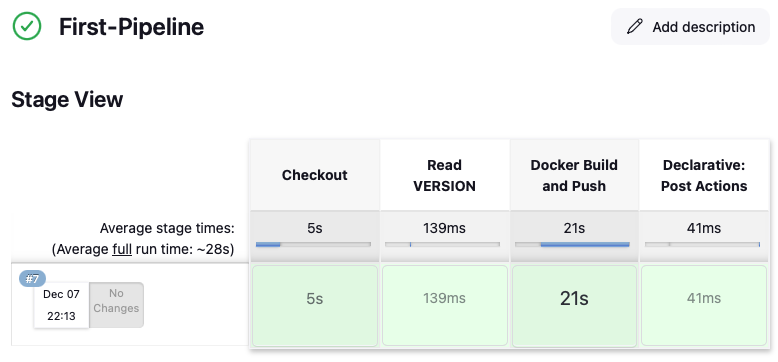 First-Pipeline
Add description
Stage View
Checkout
Read
VERSION
Docker Build
and Push
Declarative:
Post Actions
Average stage times:
(Average full run time: ~28s)
5s
139ms
21s
41ms
#7
Dec 07
22:13
No
Changes
5s
139ms
21s
41ms